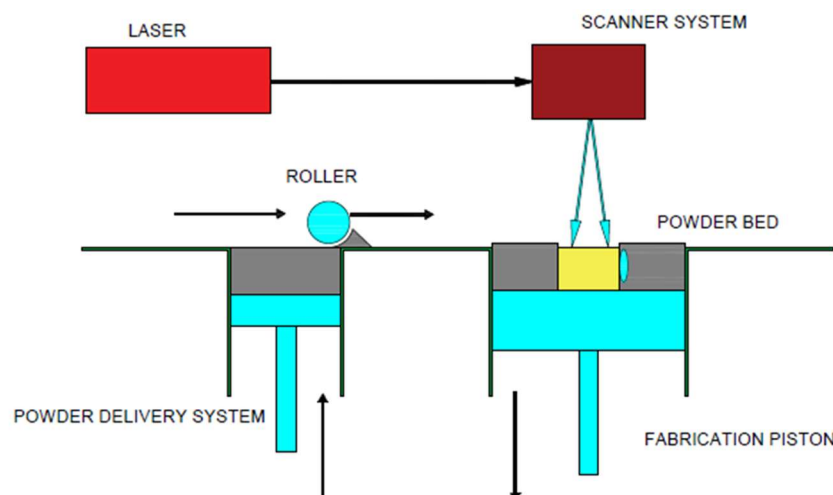 LASER
SCANNER SYSTEM
ROLLER
POWDER BED
POWDER DELIVERY SYSTEM
FABRICATION PISTON